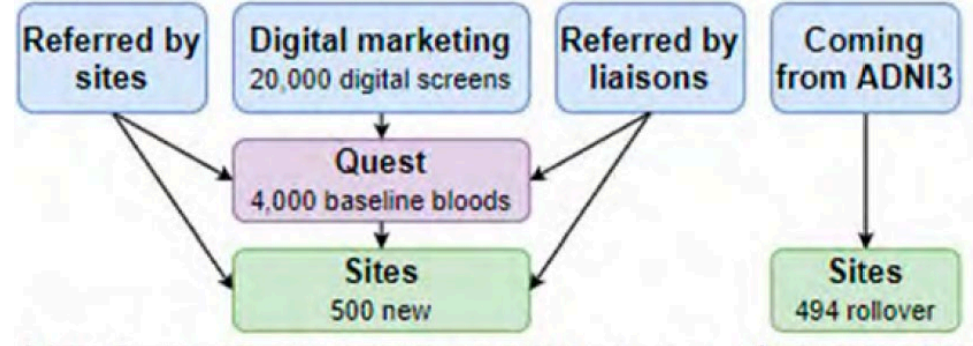 Referred by
sites
Digital marketing
20,000 digital screens
Referred by
liaisons
Coming
from ADNI3
Quest
4,000 baseline bloods
Sites
500 new
Sites
494 rollover